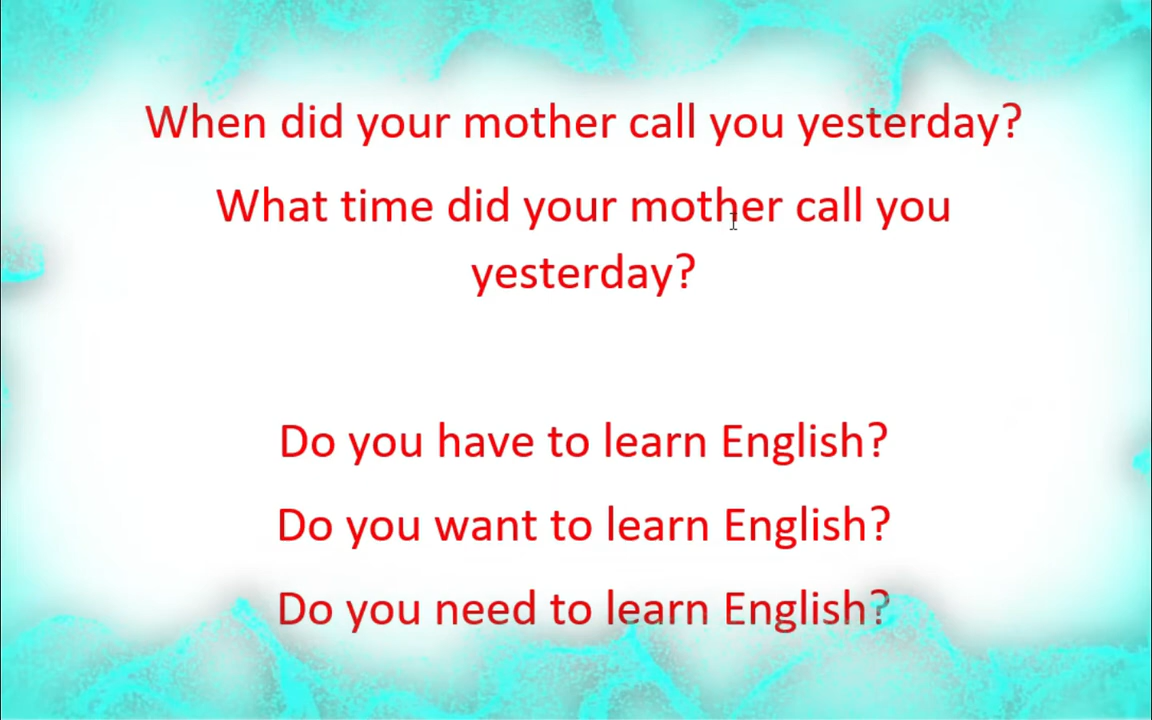 When did your mother call you yesterday?
What time did your mother call you
yesterday?
Do you have to learn English?
Do you want to learn English?
Do you need to learn English?